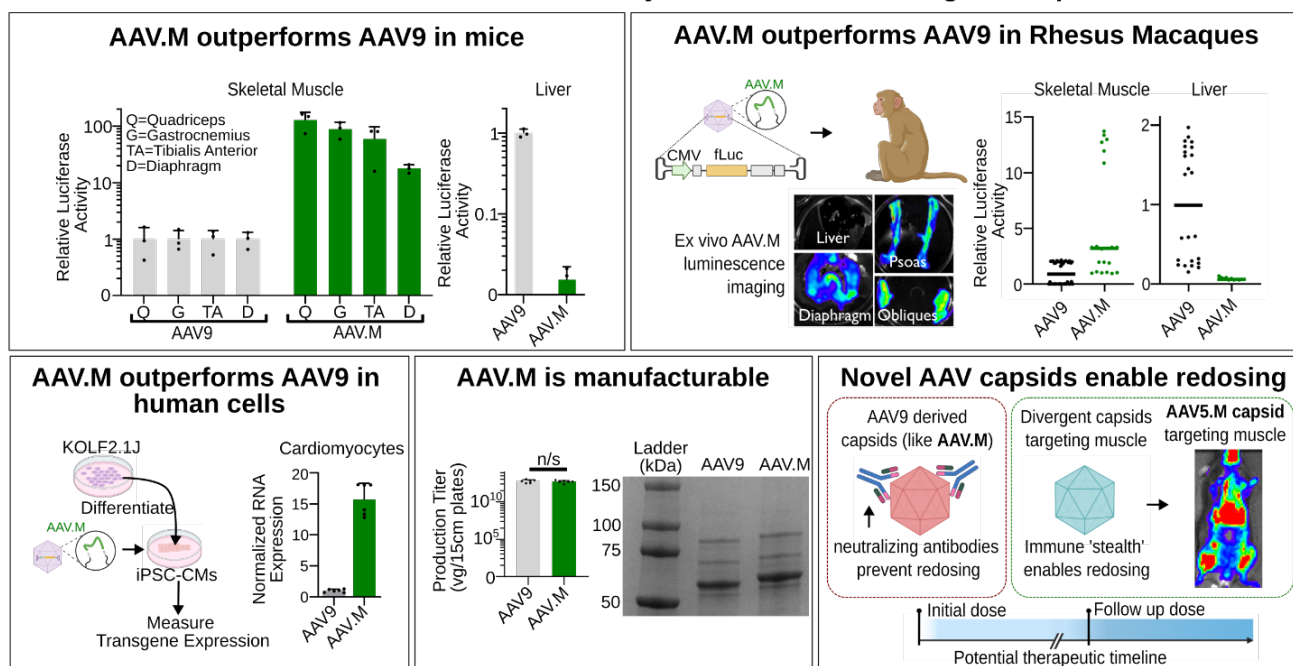 AAV.M outperforms AAV9 in mice
Skeletal Muscle
Liver
Relative Luciferase
Activity
100
10
1
0
Q=Quadriceps
G=Gastrocnemius
TA=Tibialis Anterior
D=Diaphragm
Q G TA D
AAV9
Q G TA D
AAV.M
Relative Luciferase
Activity
1
0.1
0
AAV9
AAV.M
AAV.M outperforms AAV9 in Rhesus Macaques
AAV.M
CMV
fLuc
Ex vivo AAV.M
luminescence
imaging
Liver
Psoas
Diaphragm
Obliques
Skeletal Muscle
Liver
Relative Luciferase
Activity
15
10
5
0
AAV9
AAV.M
2
1
0
AAV9
AAV.M
AAV.M outperforms AAV9 in
human cells
KOLF2.1J
Differentiate
AAV.M
iPSC-CMs
Measure
Transgene Expression
Cardiomyocytes
Normalized RNA
Expression
20
15
10
5
0
AAV9
AAV.M
AAV.M is manufacturable
n/s
Production Titer
(vg/15cm plates)
10^10
10^5
0
AAV9
AAV.M
Ladder
(kDa)
AAV9
AAV.M
150
100
75
50
Novel AAV capsids enable redosing
AAV9 derived
capsids (like AAV.M)
neutralizing antibodies
prevent redosing
Divergent capsids
targeting muscle
Immune 'stealth'
enables redosing
AAV5.M capsid
targeting muscle
Initial dose
Follow up dose
Potential therapeutic timeline